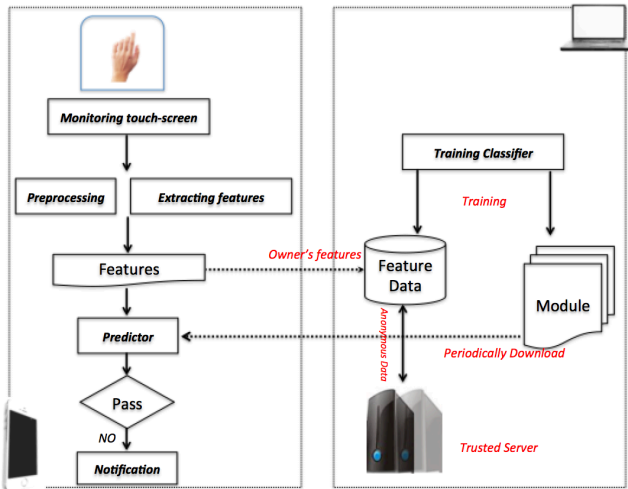 Monitoring touch-screen
Preprocessing
Extracting features
Features
Predictor
Pass
NO
Notification
Owner's features
Training Classifier
Training
Feature
Data
Module
Anonymous Data
Periodically Download
Trusted Server